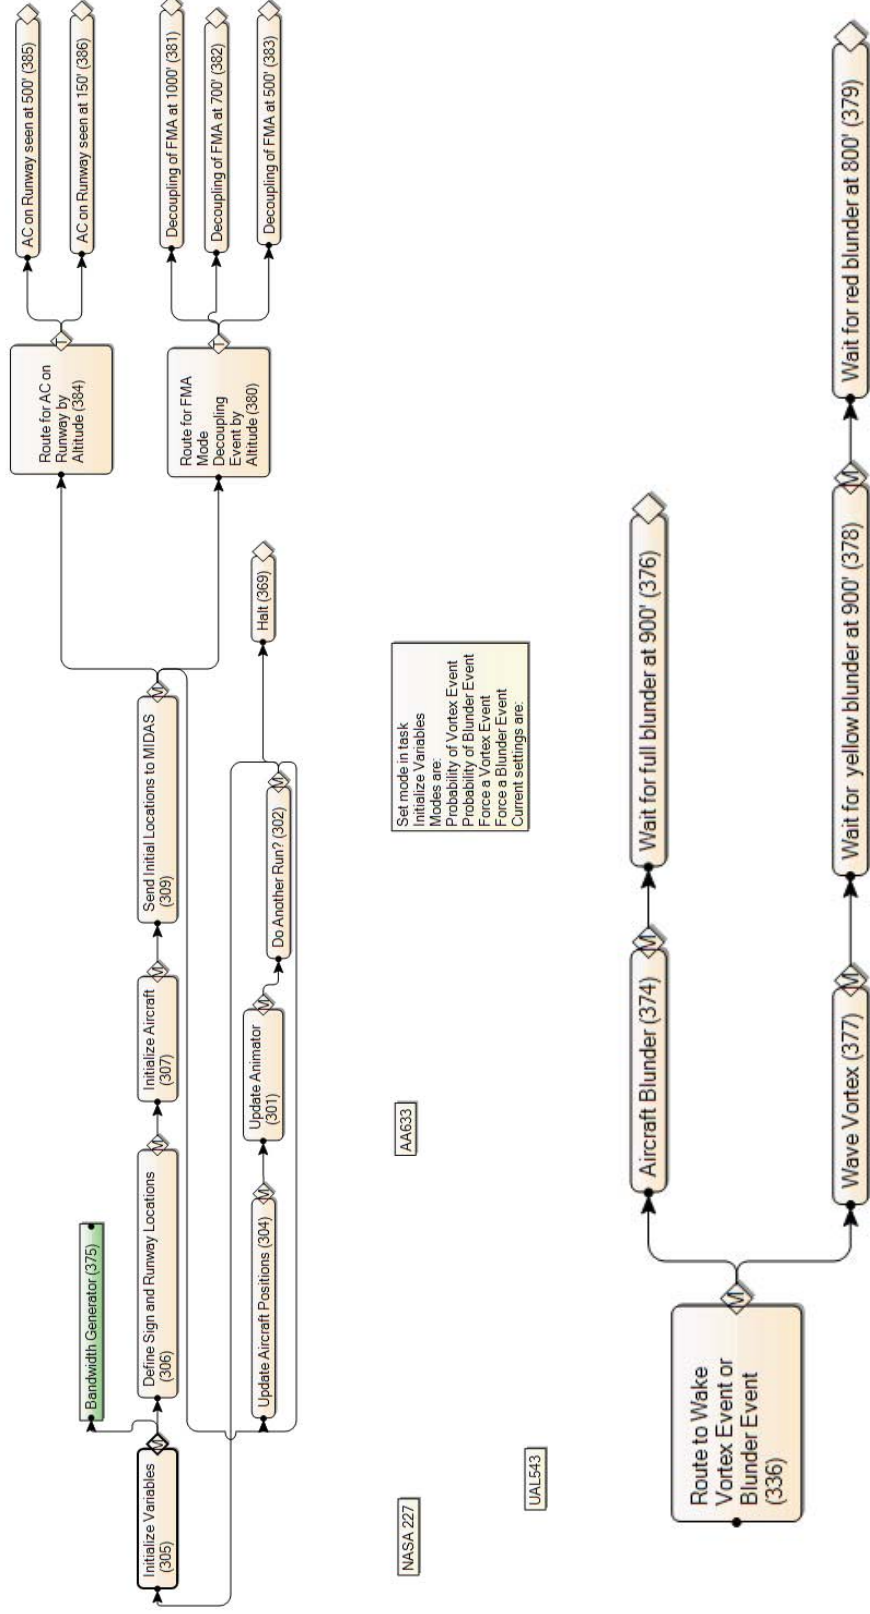 Initialize Variables
(305)
M
Bandwidth Generator (375)
Define Sign and Runway Locations
(306)
M
Initialize Aircraft
(307)
M
Send Initial Locations to MIDAS
(309)
M
Route for AC on
Runway by
Altitude (384)
T
AC on Runway seen at 500' (385)
AC on Runway seen at 150' (386)
Route for FMA
Mode
Decoupling
Event by
Altitude (380)
T
Decoupling of FMA at 1000' (381)
Decoupling of FMA at 700' (382)
Decoupling of FMA at 500' (383)
Update Aircraft Positions (304)
M
Update Animator
(301)
M
Do Another Run? (302)
M
Halt (369)
NASA 227
AA633
UAL543
Set mode in task
Initialize Variables
Modes are:
Probability of Vortex Event
Probability of Blunder Event
Force a Vortex Event
Force a Blunder Event
Current settings are:
Route to Wake
Vortex Event or
Blunder Event
(336)
M
Aircraft Blunder (374)
M
Wait for full blunder at 900' (376)
Wave Vortex (377)
M
Wait for yellow blunder at 900' (378)
M
Wait for red blunder at 800' (379)